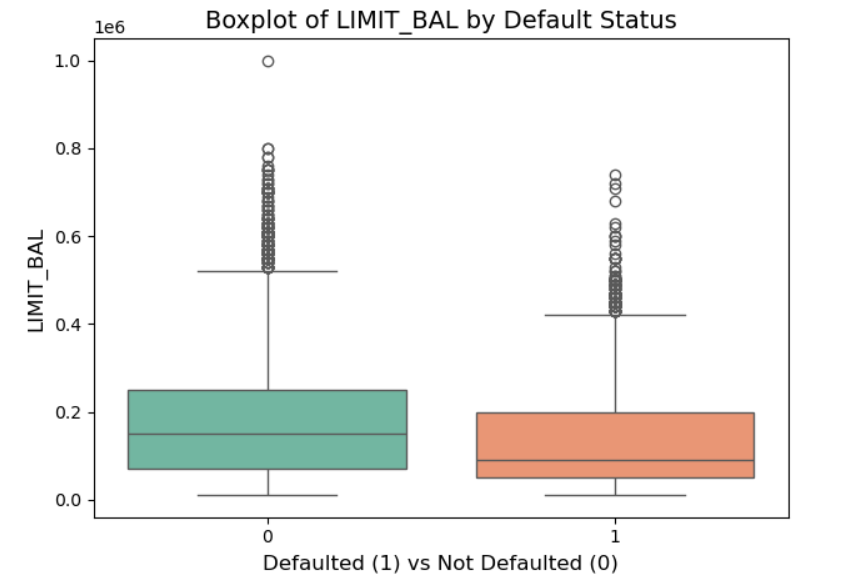 Boxplot of LIMIT_BAL by Default Status
1e6
1.0
0.8
0.6
0.4
0.2
0.0
LIMIT_BAL
0 1
Defaulted (1) vs Not Defaulted (0)